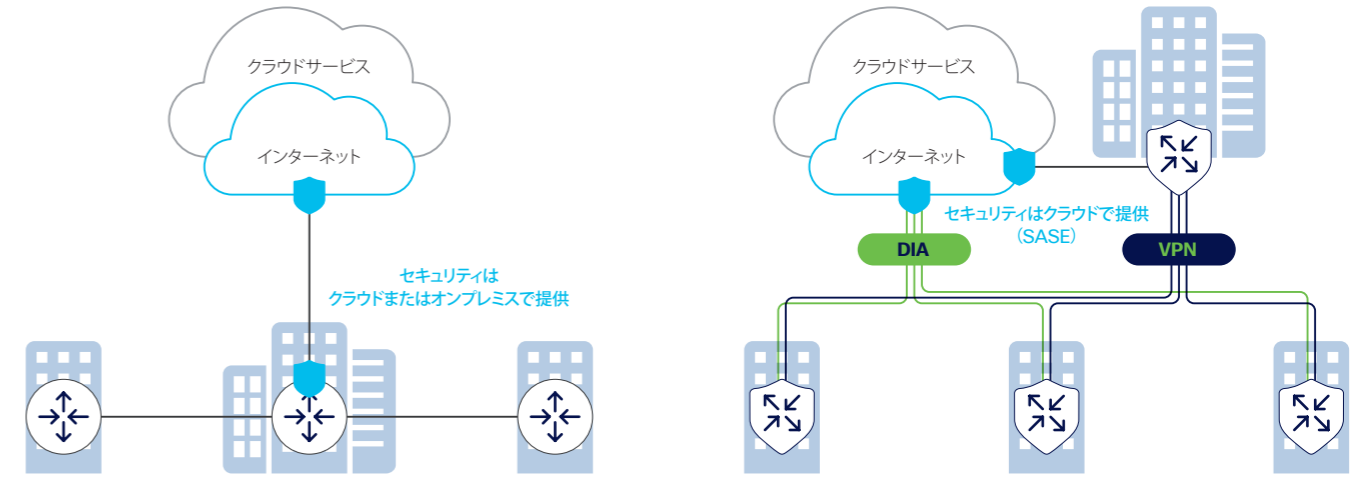 クラウドサービス
インターネット
セキュリティは
クラウドまたはオンプレミスで提供
クラウドサービス
インターネット
セキュリティはクラウドで提供
（SASE）
DIA
VPN